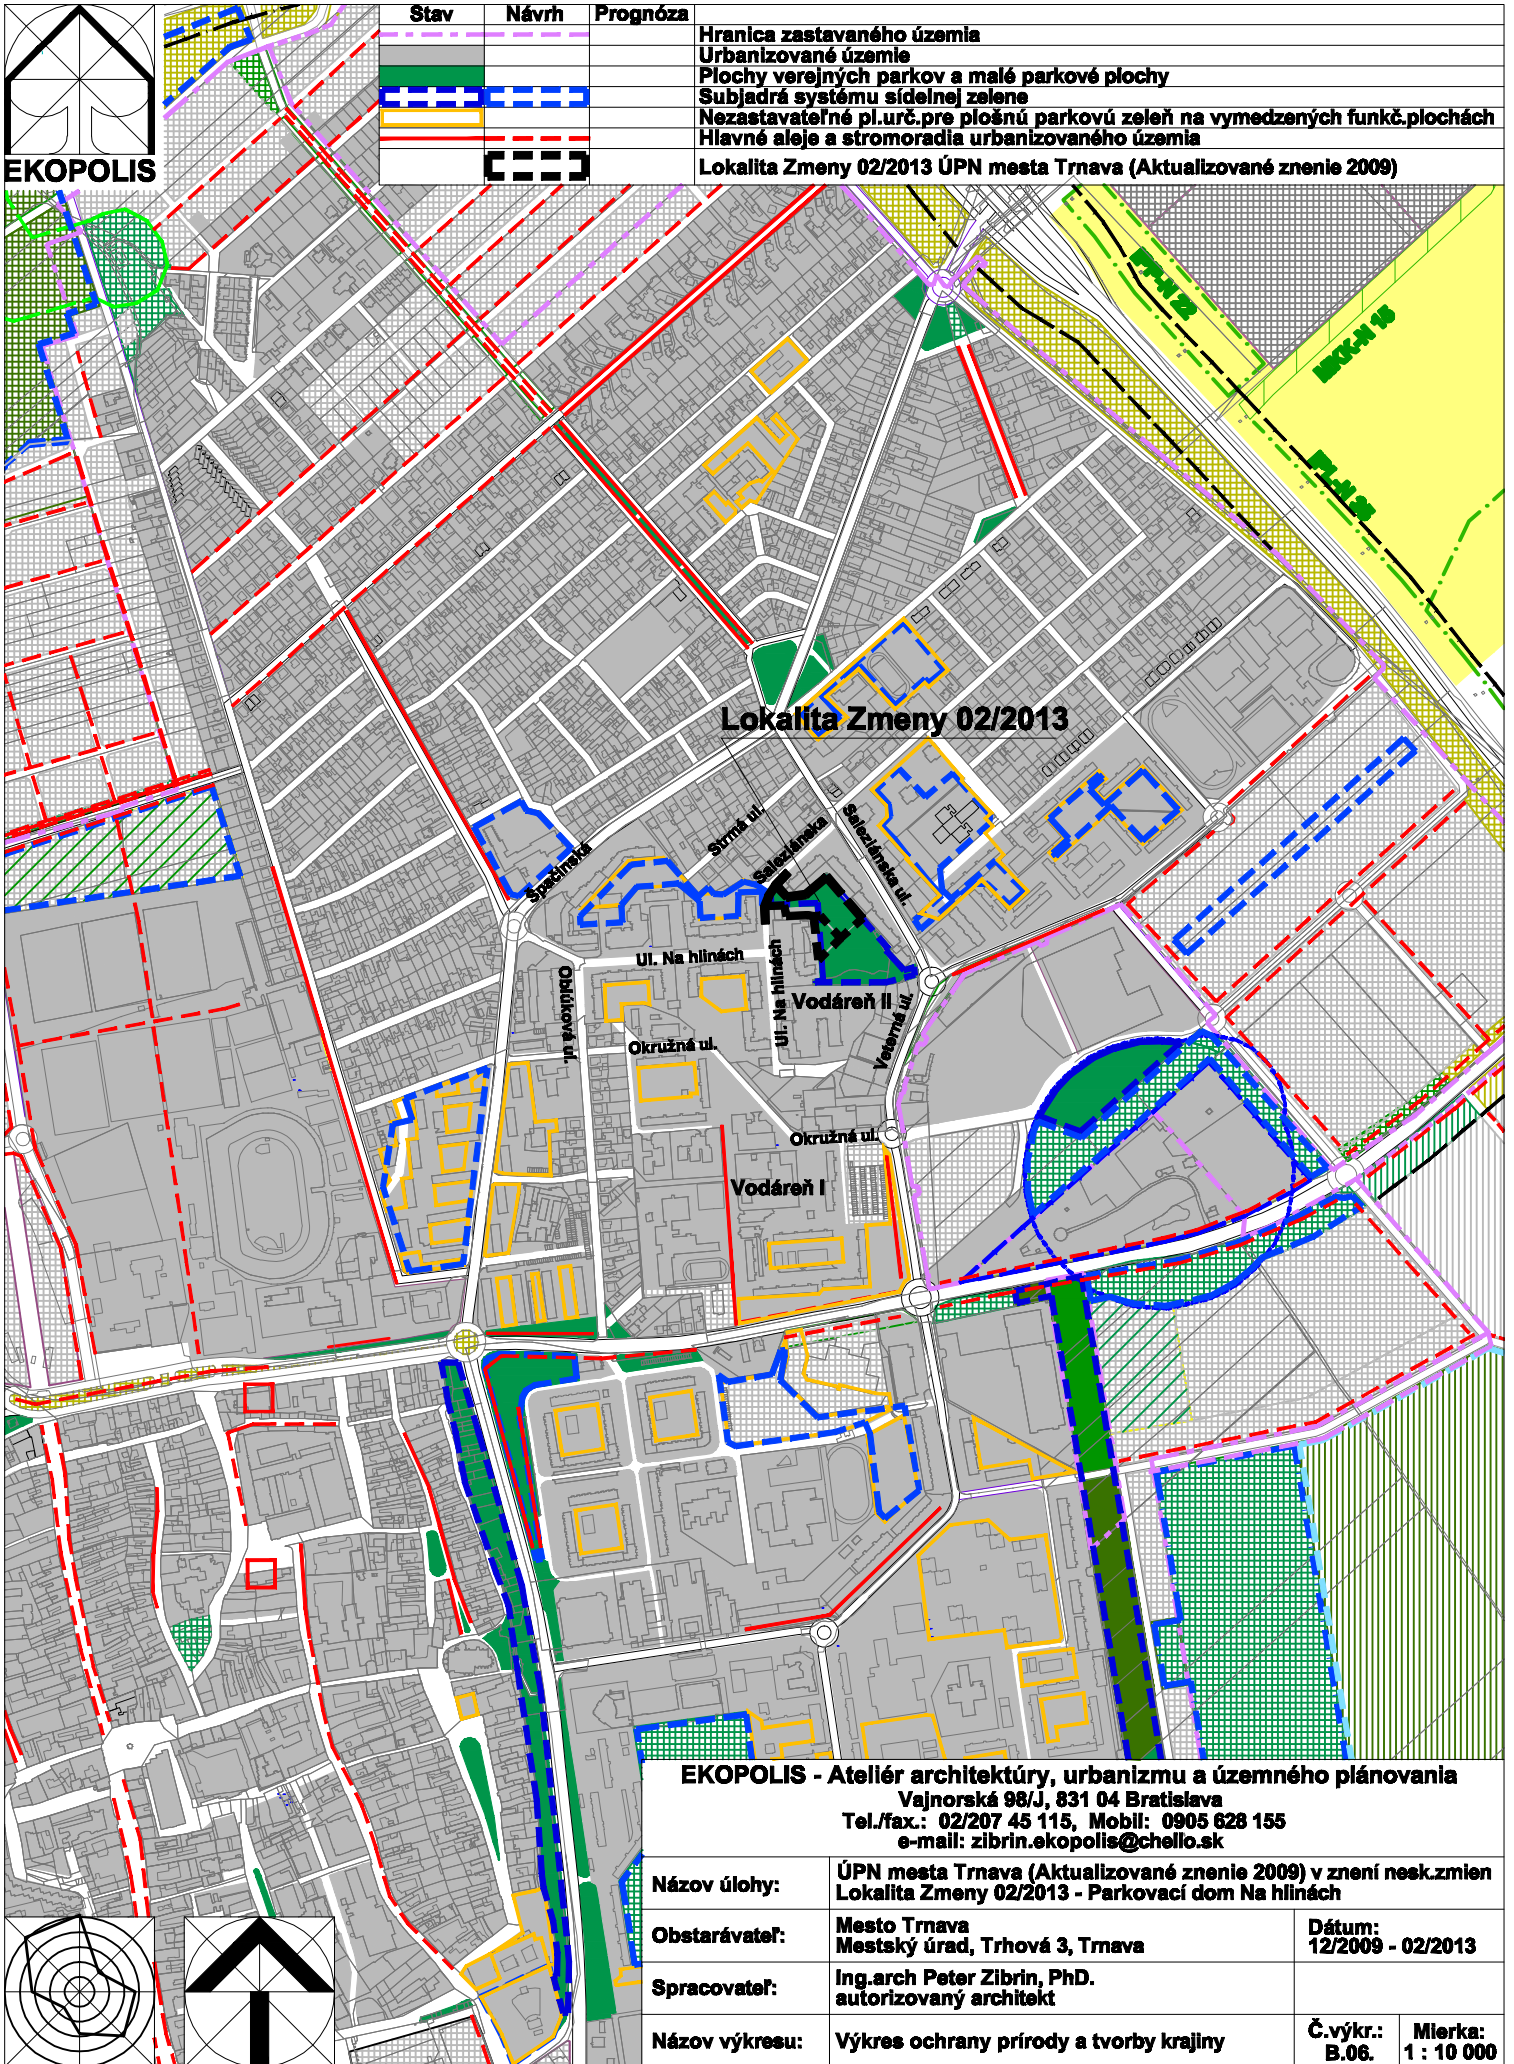 EKOPOLIS
Stav Návrh Prognóza
Hranica zastavaného územia
Urbanizované územie
Plochy verejných parkov a malé parkové plochy
Subjadrá systému sídelnej zelene
Nezastavateľné pl.urč.pre plošnú parkovú zeleň na vymedzených funkč.plochách
Hlavné aleje a stromoradia urbanizovaného územia
Lokalita Zmeny 02/2013 ÚPN mesta Trnava (Aktualizované znenie 2009)
MKK-N 15
Lokalita Zmeny 02/2013
Strmá ul.
Saleziánska
Saleziánska ul.
Špačinská
Ul. Na hlinách
Ul. Na hlinách
Oblúková ul.
Vodáreň II
Veterná ul.
Okružná ul.
Okružná ul.
Vodáreň I
EKOPOLIS - Ateliér architektúry, urbanizmu a územného plánovania
Vajnorská 98/J, 831 04 Bratislava
Tel./fax.: 02/207 45 115, Mobil: 0905 628 155
e-mail: zibrin.ekopolis@chello.sk
Názov úlohy: ÚPN mesta Trnava (Aktualizované znenie 2009) v znení nesk.zmien
Lokalita Zmeny 02/2013 - Parkovací dom Na hlinách
Obstarávateľ: Mesto Trnava
Mestský úrad, Trhová 3, Trnava
Dátum:
12/2009 - 02/2013
Spracovateľ: Ing.arch Peter Zibrin, PhD.
autorizovaný architekt
Názov výkresu: Výkres ochrany prírody a tvorby krajiny
Č.výkr.:
B.06.
Mierka:
1 : 10 000